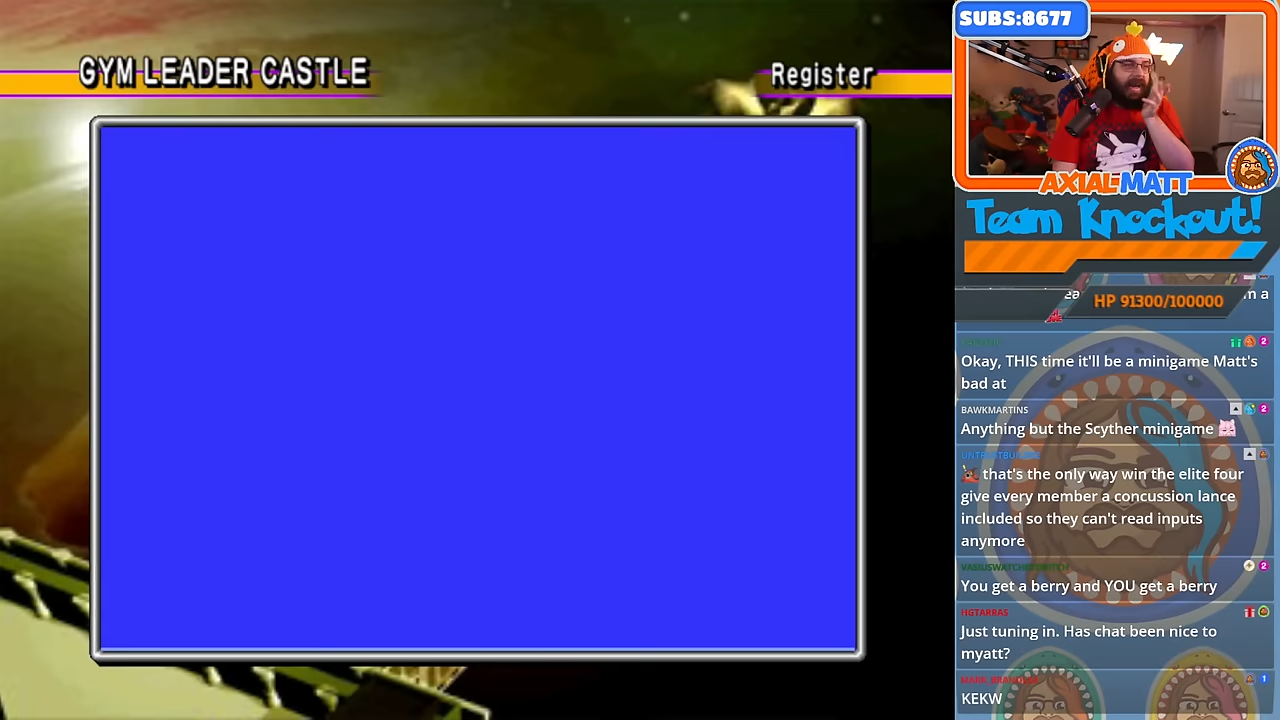 GYM LEADER CASTLE
Register
SUBS:8677
AXIALMATT
Team Knockout!
HP 91300/100000
Okay, THIS time it'll be a minigame Matt's
bad at
BAWKMARTINS
Anything but the Scyther minigame
that's the only way win the elite four
give every member a concussion lance
included so they can't read inputs
anymore
You get a berry and YOU get a berry
HGTARRAS
Just tuning in. Has chat been nice to
myatt?
KEKW